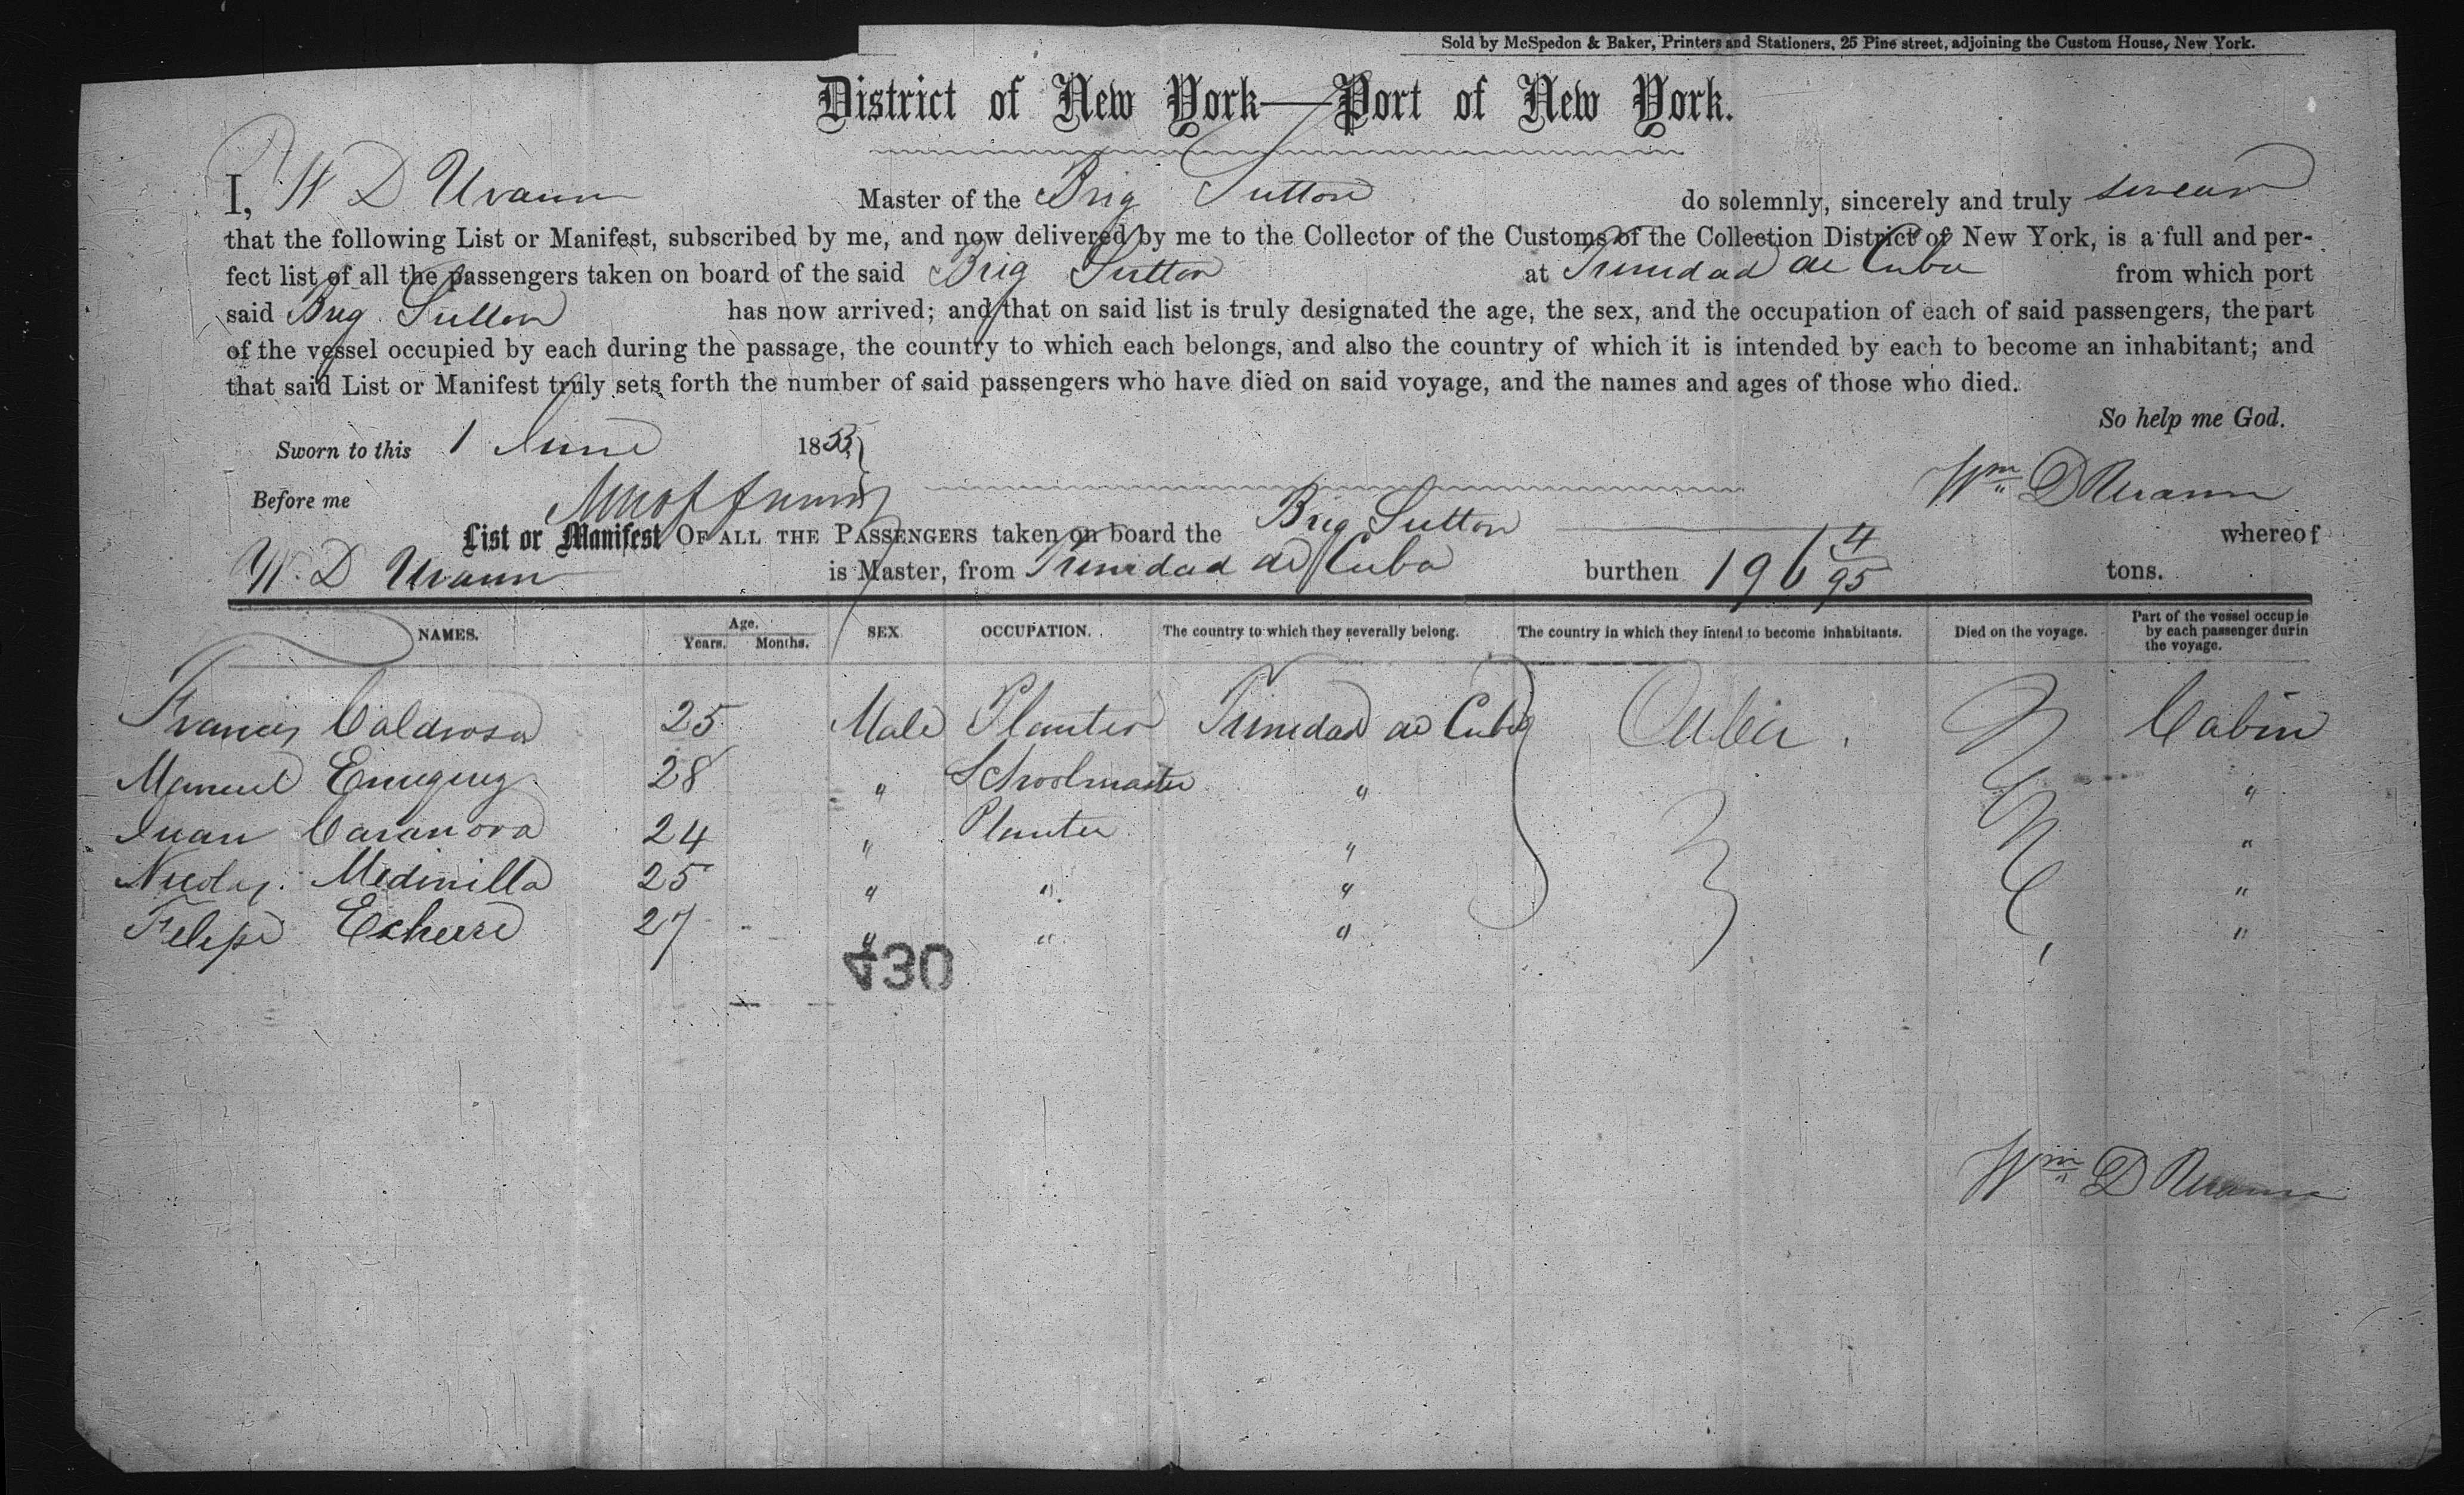 Sold by McSpedon & Baker, Printers and Stationers, 25 Pine street, adjoining the Custom House, New York.
District of New York—Port of New York.
I, W D Urann Master of the Brig Sutton do solemnly, sincerely and truly swear
that the following List or Manifest, subscribed by me, and now delivered by me to the Collector of the Customs of the Collection District of New York, is a full and per-
fect list of all the passengers taken on board of the said Brig Sutton at Trinidad de Cuba from which port
said Brig Sutton has now arrived; and that on said list is truly designated the age, the sex, and the occupation of each of said passengers, the part
of the vessel occupied by each during the passage, the country to which each belongs, and also the country of which it is intended by each to become an inhabitant; and
that said List or Manifest truly sets forth the number of said passengers who have died on said voyage, and the names and ages of those who died.
So help me God.
Sworn to this 1 June 1855
Before me Wm D Urann
List or Manifest OF ALL THE PASSENGERS taken on board the Brig Sutton whereof
W. D Urann is Master, from Trinidad de Cuba burthen 196 4/95 tons.
NAMES. Age. Years. Months. SEX OCCUPATION. The country to which they severally belong. The country in which they intend to become inhabitants. Died on the voyage. Part of the vessel occupie by each passenger durin the voyage.
Francis 25 Male Planter Trinidad de Cuba Cuba. Cabin
Manuel 28 " Schoolmaster " "
Juan Casanova 24 " Planter " "
Nicolas Medinilla 25 " " " "
Felipe 27 " " " "
430
Wm D Urann